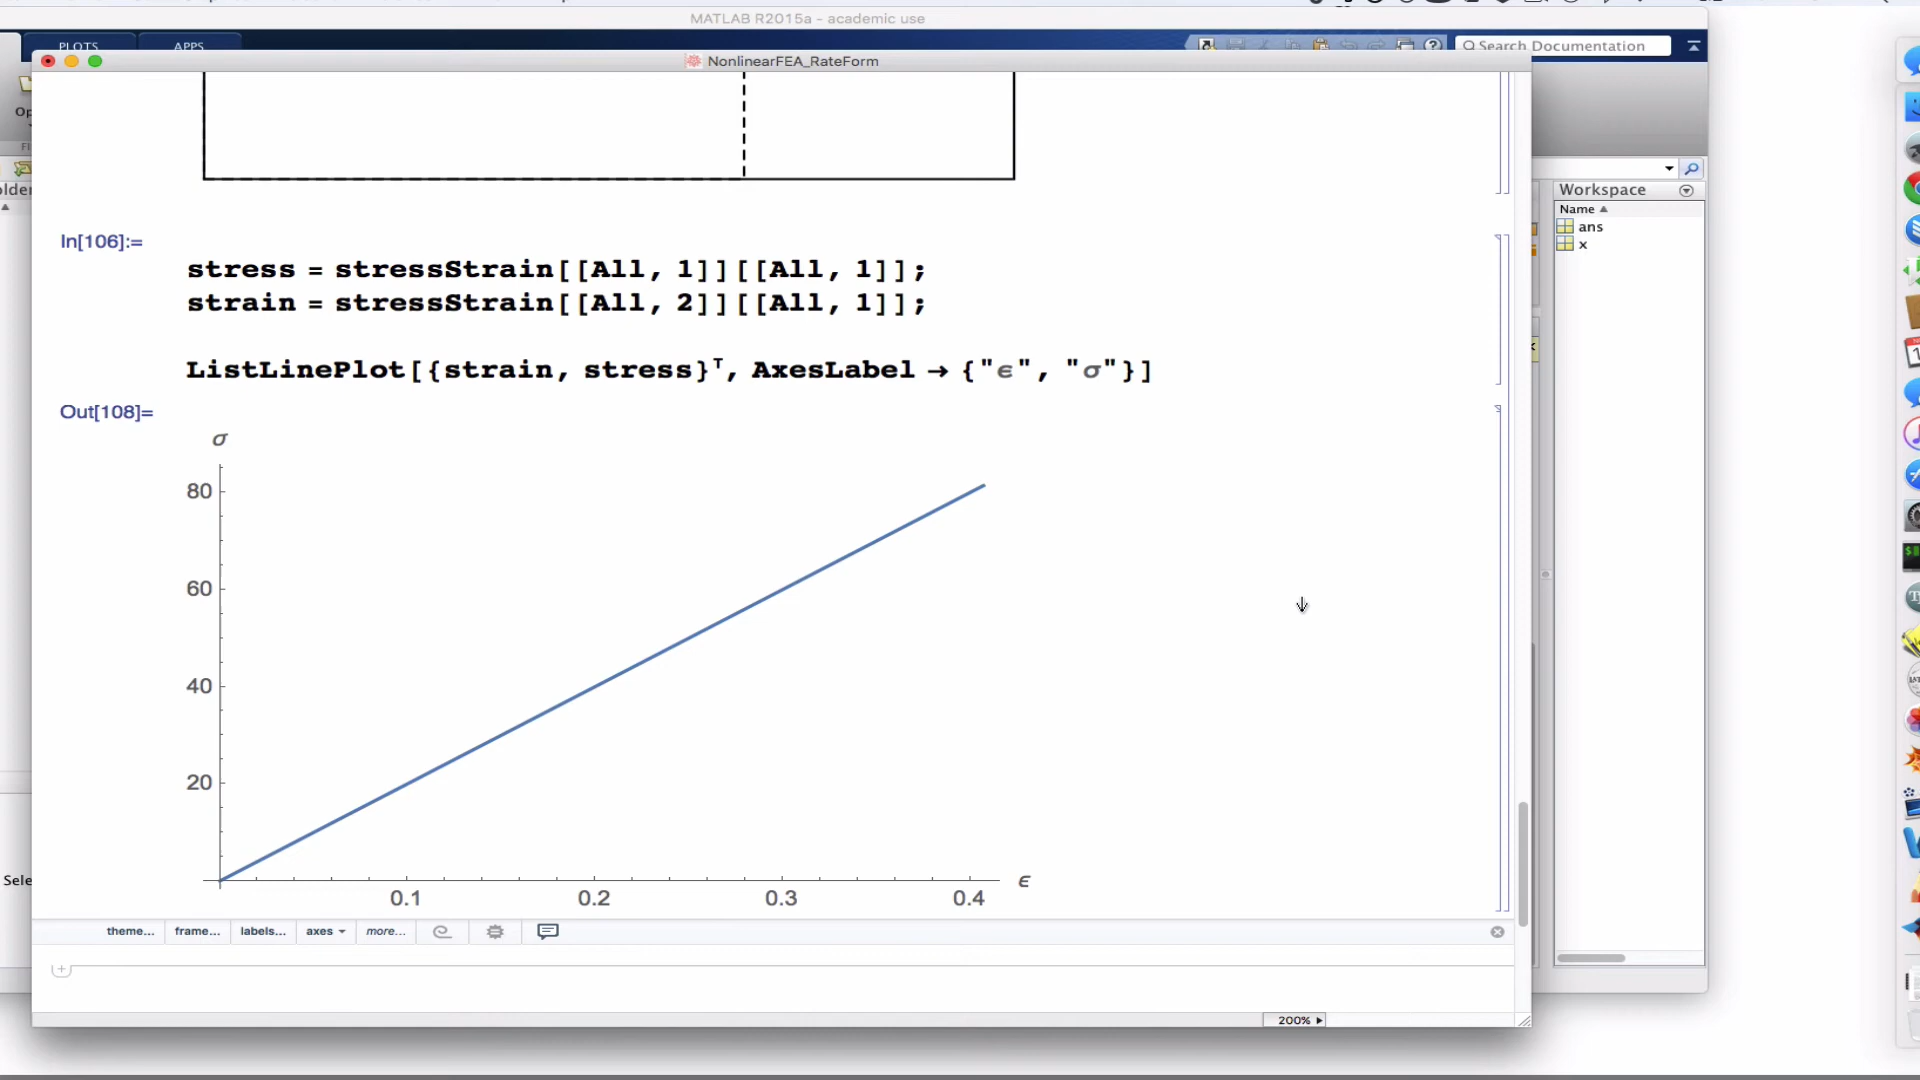 MATLAB R2015a - academic use
PLOTS
APPS
Search Documentation
NonlinearFEA_RateForm
Workspace
Name
ans
x
In[106]:=
stress = stressStrain[[All, 1]][[All, 1]];
strain = stressStrain[[All, 2]][[All, 1]];
ListLinePlot[{strain, stress}ᵀ, AxesLabel → {"ϵ", "σ"}]
Out[108]=
σ
80
60
40
20
0.1
0.2
0.3
0.4
ϵ
Sele
theme...
frame...
labels...
axes
more...
200%